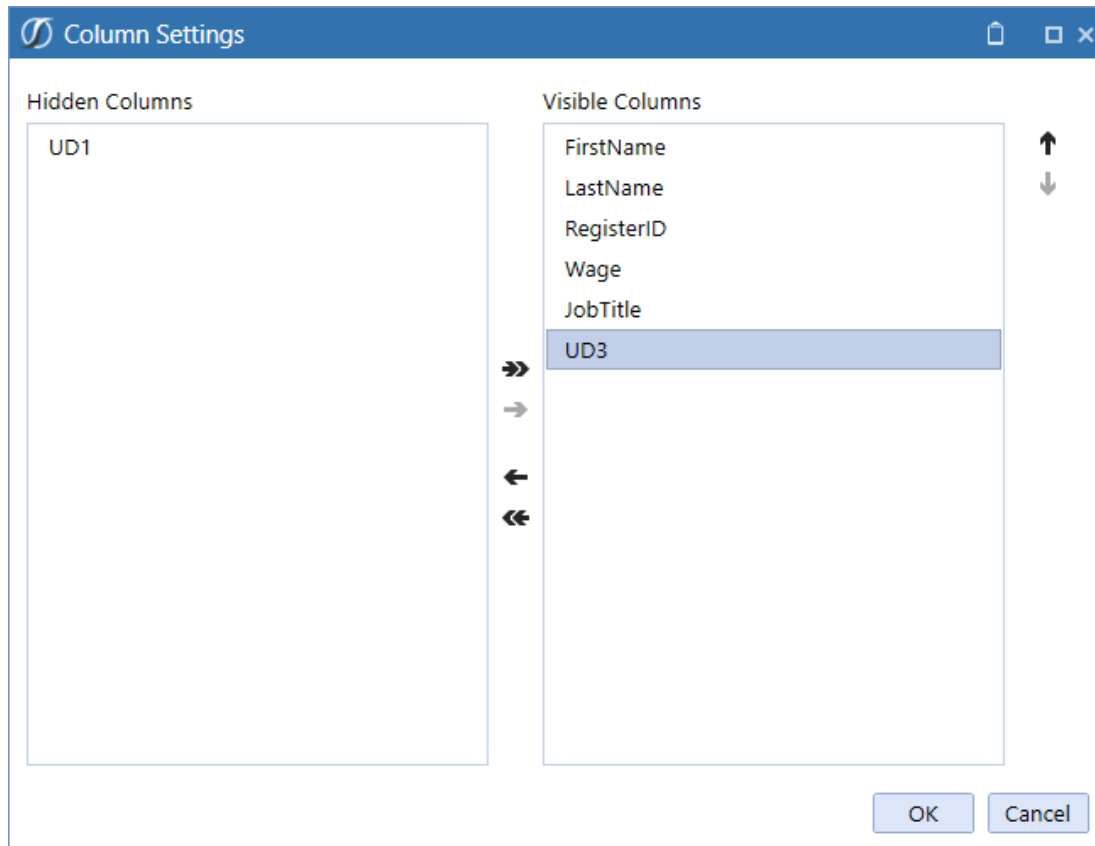 Column Settings
Hidden Columns
UD1
Visible Columns
FirstName
LastName
RegisterID
Wage
JobTitle
UD3
OK
Cancel